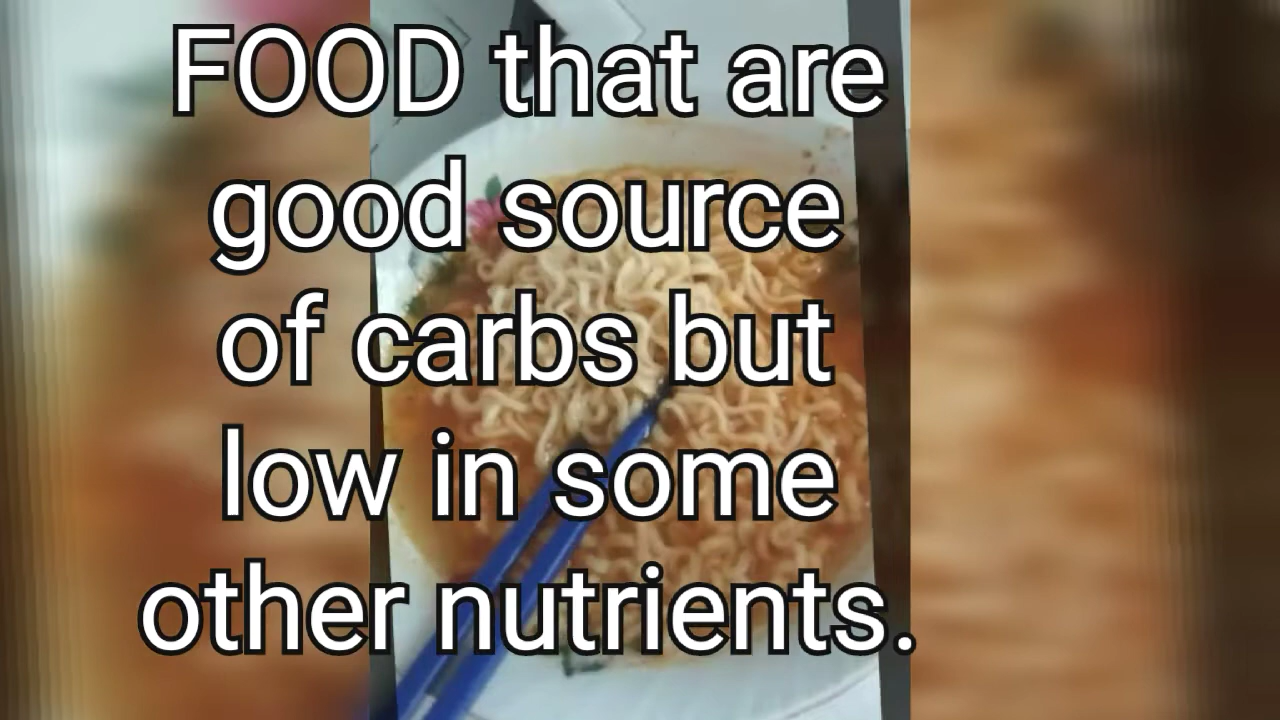 FOOD that are
good source
of carbs but
low in some
other nutrients.